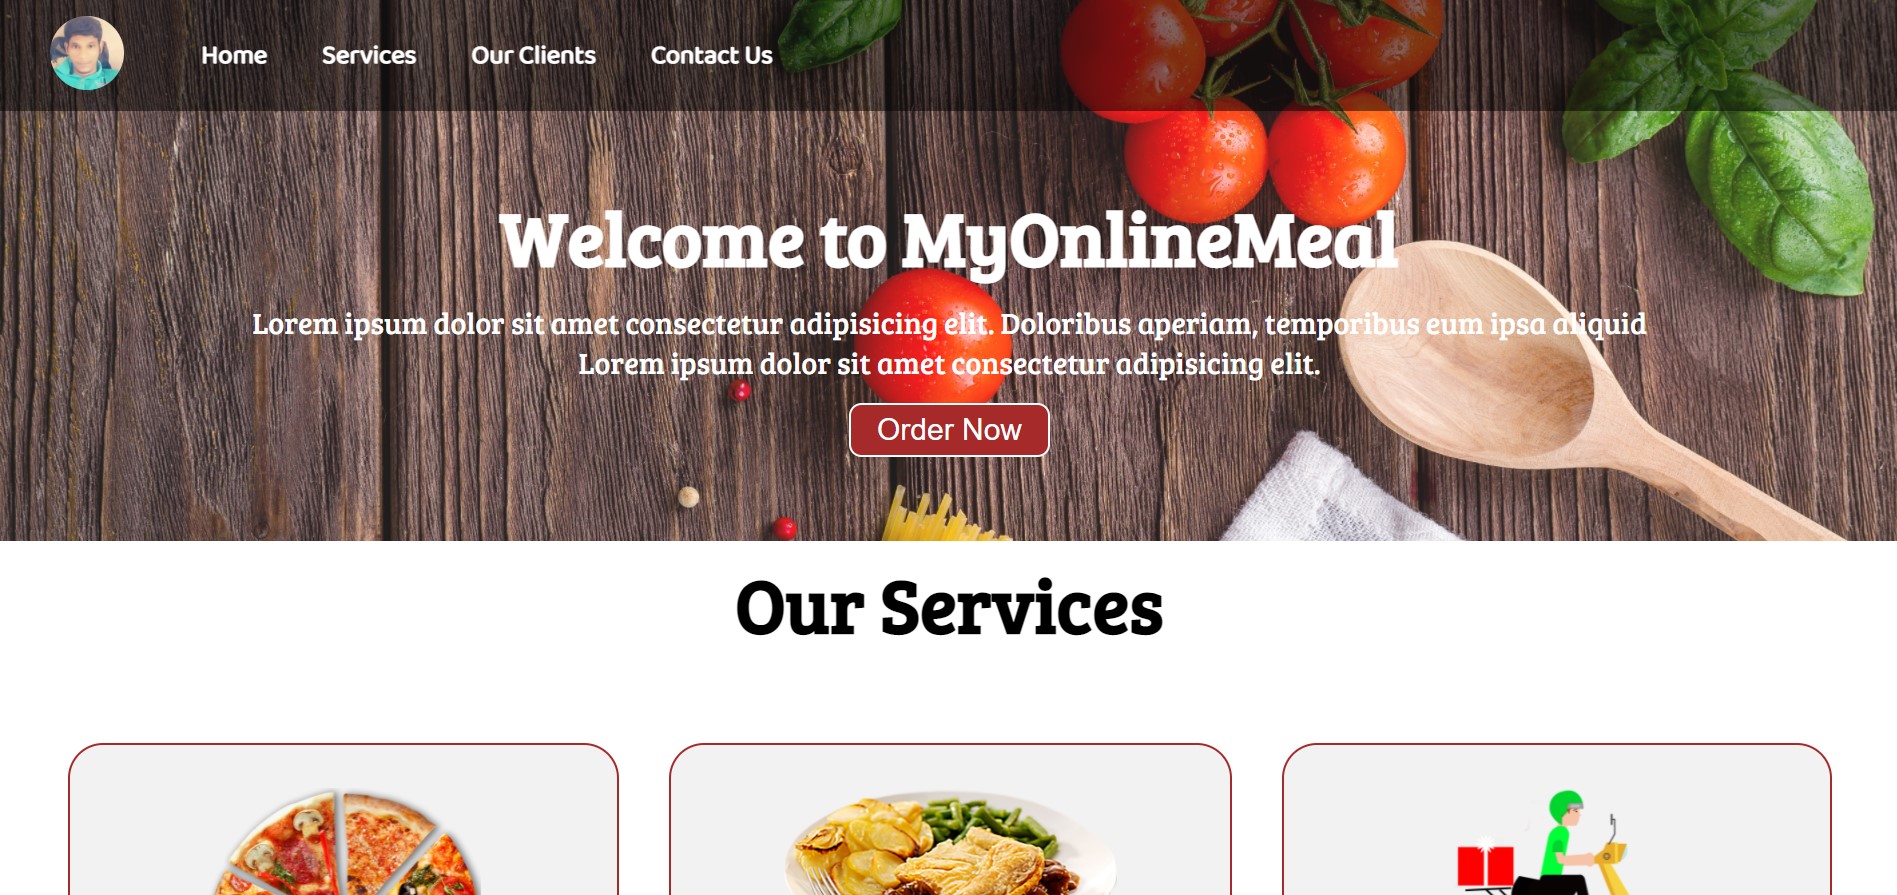 Home
Services
Our Clients
Contact Us
Welcome to MyOnlineMeal
Lorem ipsum dolor sit amet consectetur adipisicing elit. Doloribus aperiam, temporibus eum ipsa aliquid
Lorem ipsum dolor sit amet consectetur adipisicing elit.
Order Now
Our Services